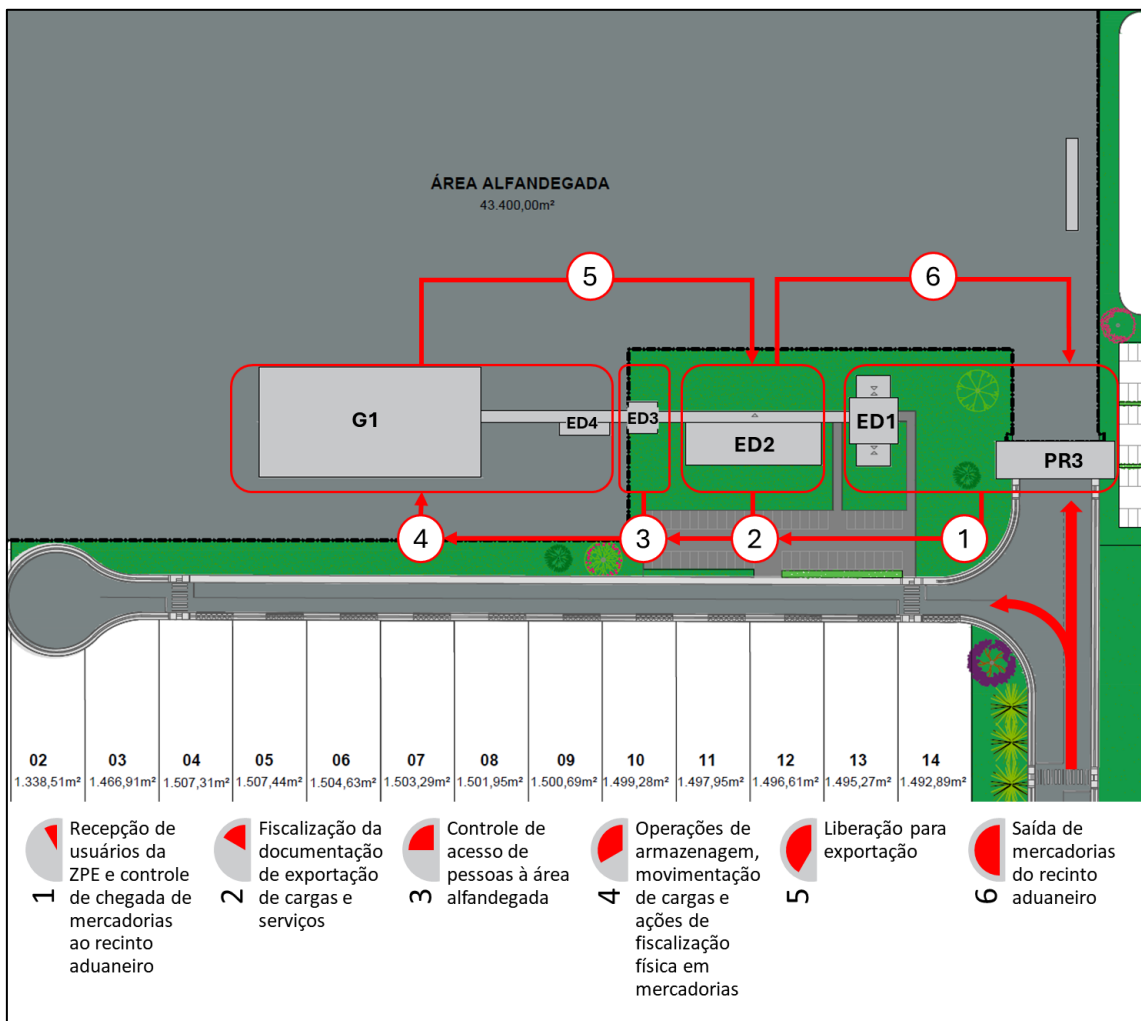 ÁREA ALFANDEGADA
43.400,00m²
5
6
G1
ED4
ED3
ED2
ED1
PR3
4
3
2
1
02
1.338,51m²
03
1.466,91m²
04
1.507,31m²
05
1.507,44m²
06
1.504,63m²
07
1.503,29m²
08
1.501,95m²
09
1.500,69m²
10
1.499,28m²
11
1.497,95m²
12
1.496,61m²
13
1.495,27m²
14
1.492,89m²
1
Recepção de
usuários da
ZPE e controle
de chegada de
mercadorias
ao recinto
aduaneiro
2
Fiscalização da
documentação
de exportação
de cargas e
serviços
3
Controle de
acesso de
pessoas à área
alfandegada
4
Operações de
armazenagem,
movimentação
de cargas e
ações de
fiscalização
física em
mercadorias
5
Liberação para
exportação
6
Saída de
mercadorias
do recinto
aduaneiro